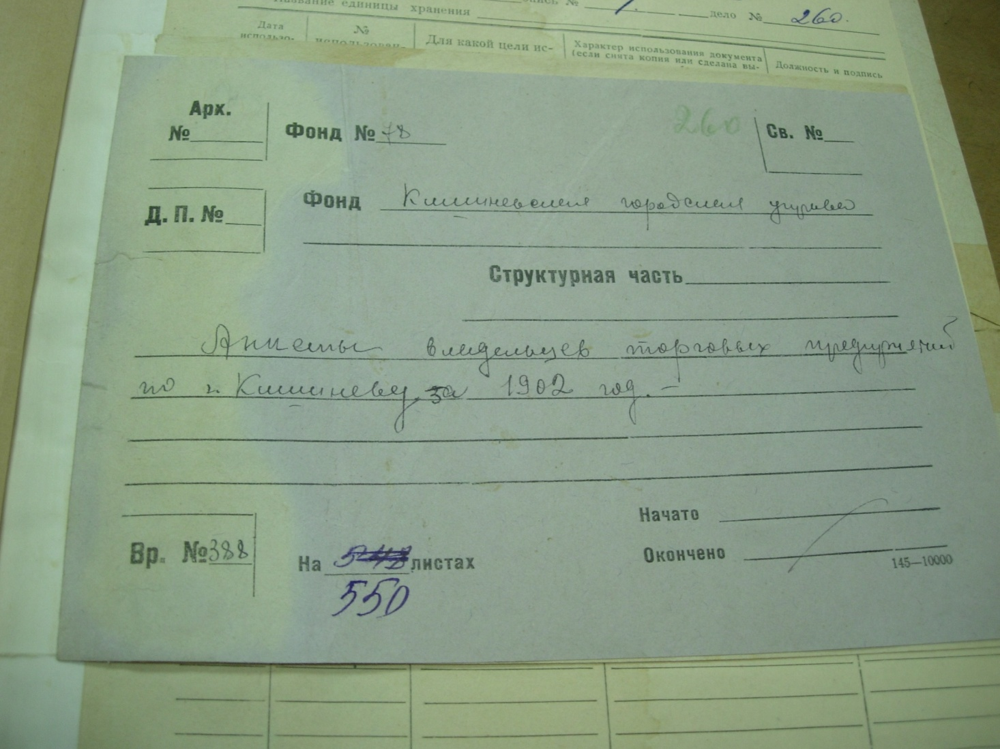 Название единицы хранения
опись № 1. дело № 260.
Дата использо-
№ использован-
Для какой цели ис-
Характер использования документа (если снята копия или сделана вы-
Должность и подпись
Арх. №
Фонд № 78
260
Св. №
Д. П. №
Фонд Кишиневская городская управа
Структурная часть
Анкеты владельцев торговых предприятий
по г. Кишиневу за 1902 год. –
Начато
Вр. № 388
На 548 листах
Окончено
550
145—10000